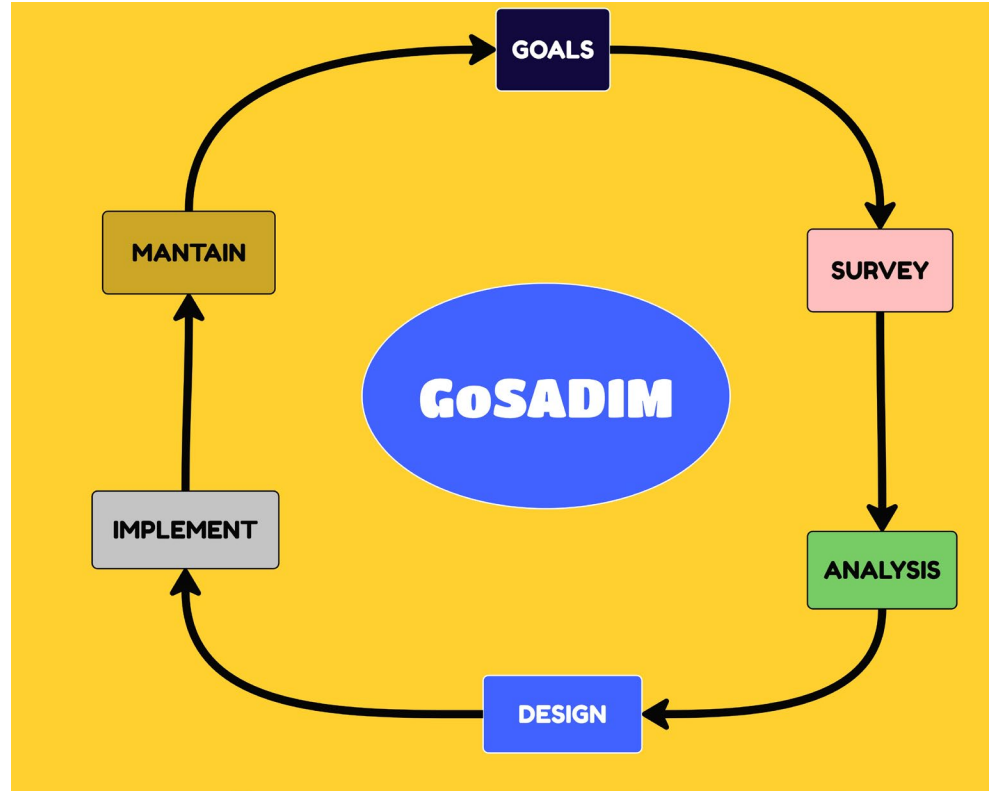 GOALS
SURVEY
ANALYSIS
DESIGN
IMPLEMENT
MANTAIN
GoSADIM